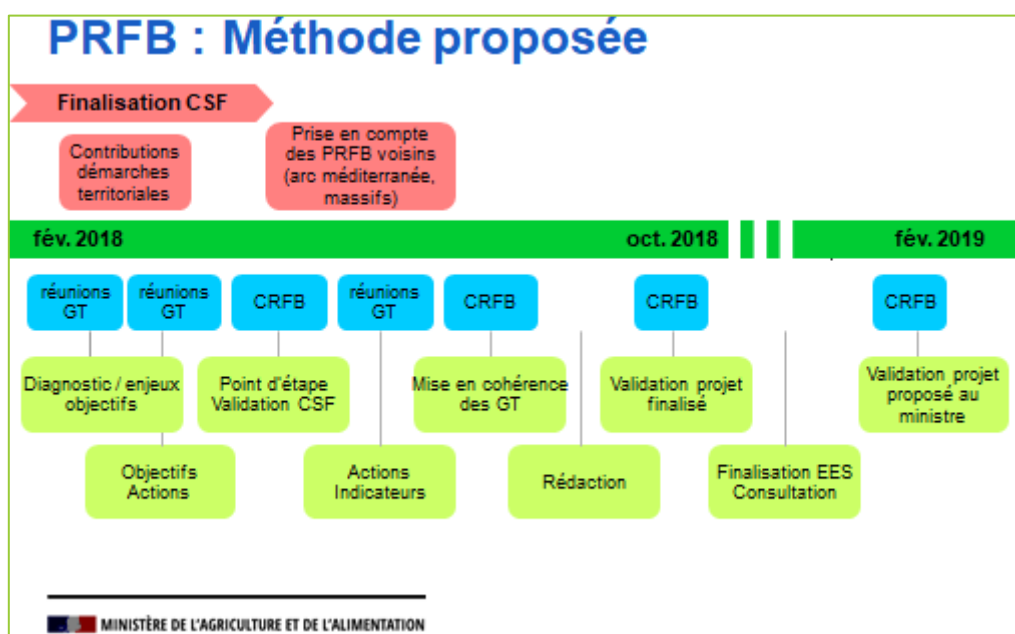 PRFB : Méthode proposée
Finalisation CSF
Contributions
démarches
territoriales
Prise en compte
des PRFB voisins
(arc méditerranée,
massifs)
fév. 2018
oct. 2018
fév. 2019
réunions
GT
réunions
GT
CRFB
réunions
GT
CRFB
CRFB
CRFB
Diagnostic / enjeux
objectifs
Point d'étape
Validation CSF
Mise en cohérence
des GT
Validation projet
finalisé
Validation projet
proposé au
ministre
Objectifs
Actions
Actions
Indicateurs
Rédaction
Finalisation EES
Consultation
MINISTÈRE DE L'AGRICULTURE ET DE L'ALIMENTATION